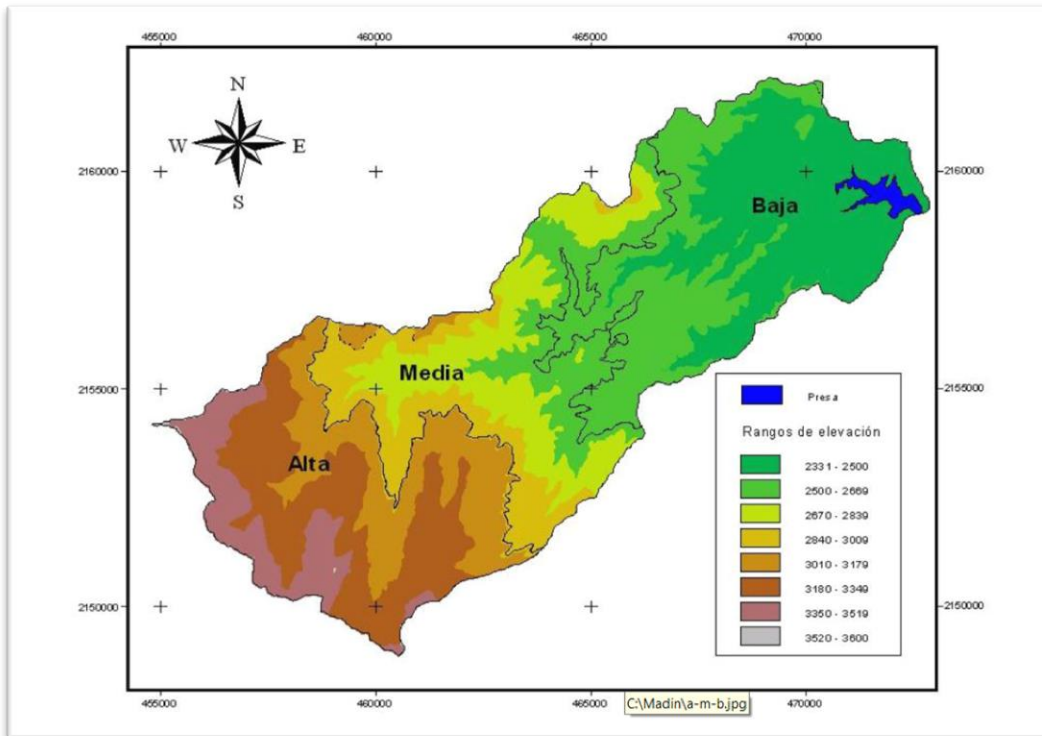 455000 460000 465000 470000
N
W E
S
2160000 2160000
Baja
2155000 2155000
Media
Alta
Presa
Rangos de elevación
2331 - 2500
2500 - 2669
2670 - 2839
2840 - 3009
3010 - 3179
3180 - 3349
3350 - 3519
3520 - 3600
2150000 2150000
455000 460000 465000 470000
C:\Madin\a-m-b.jpg